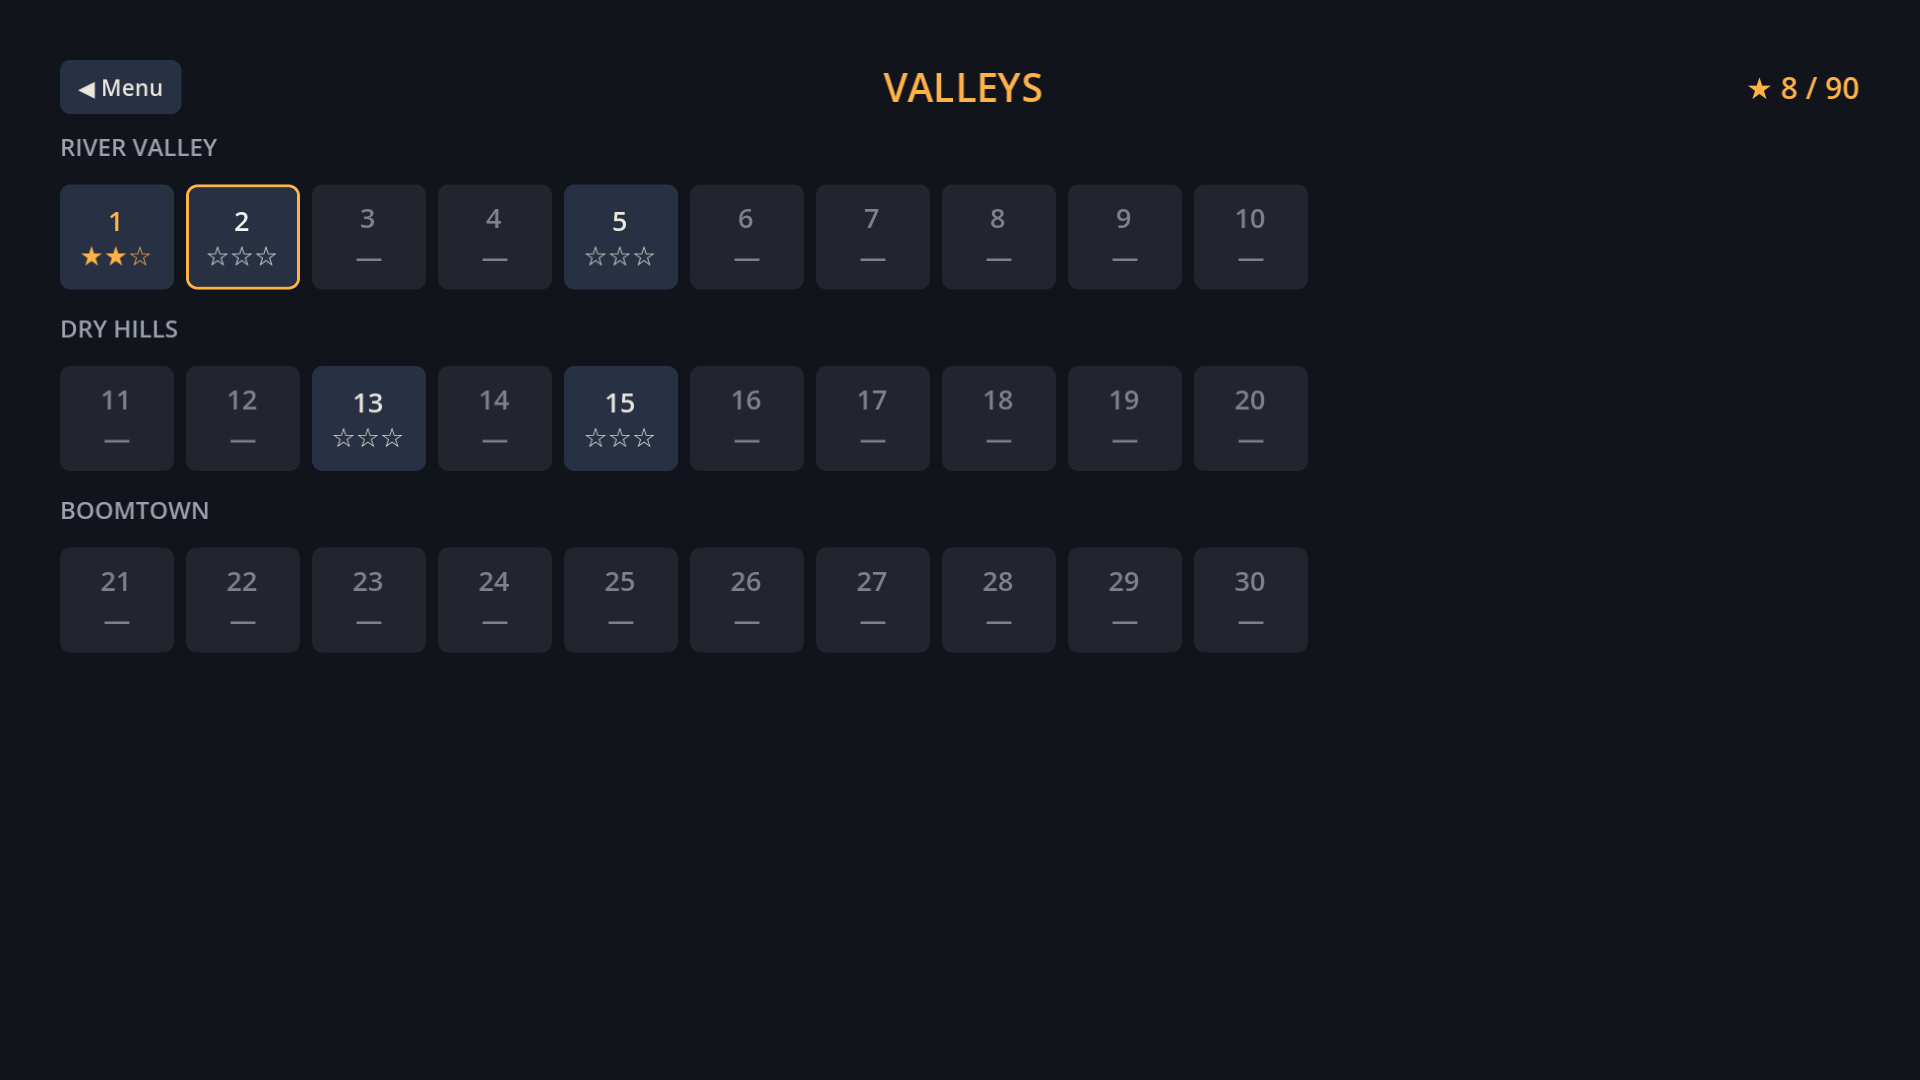 ◀ Menu
VALLEYS
★ 8 / 90
RIVER VALLEY
1 2 3 4 5 6 7 8 9 10
★★☆ ☆☆☆ — — ☆☆☆ — — — — —
DRY HILLS
11 12 13 14 15 16 17 18 19 20
— — ☆☆☆ — ☆☆☆ — — — — —
BOOMTOWN
21 22 23 24 25 26 27 28 29 30
— — — — — — — — — —